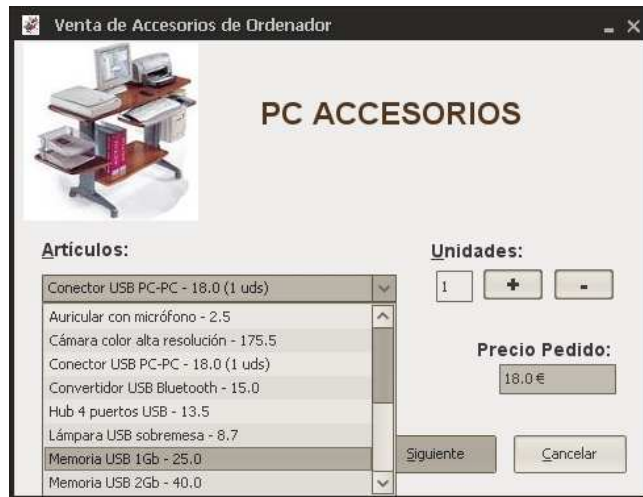 Venta de Accesorios de Ordenador
PC ACCESORIOS
Artículos:
Unidades:
Conector USB PC-PC - 18.0 (1 uds)
1
+
-
Auricular con micrófono - 2.5
Cámara color alta resolución - 175.5
Conector USB PC-PC - 18.0 (1 uds)
Convertidor USB Bluetooth - 15.0
Hub 4 puertos USB - 13.5
Lámpara USB sobremesa - 8.7
Memoria USB 1Gb - 25.0
Memoria USB 2Gb - 40.0
Precio Pedido:
18.0 €
Siguiente
Cancelar